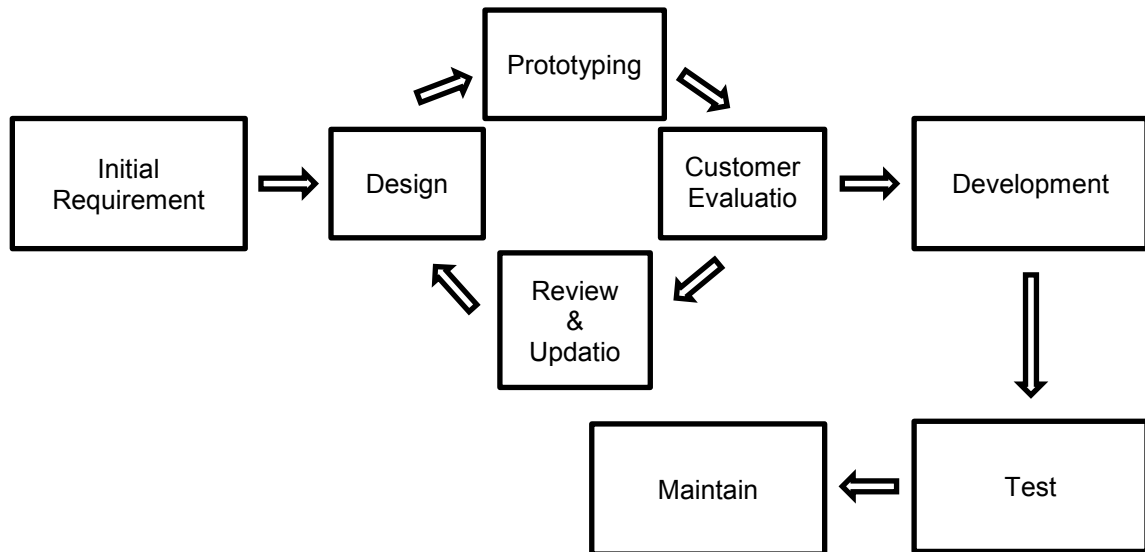 Prototyping
Initial
Requirement
Design
Customer
Evaluatio
Development
Review
&
Updatio
Maintain
Test